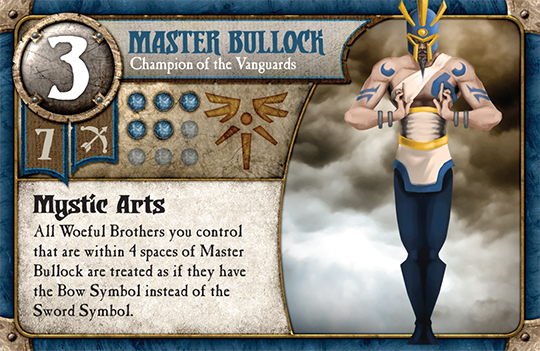 3
MASTER BULLOCK
Champion of the Vanguards
7
Mystic Arts
All Woeful Brothers you control
that are within 4 spaces of Master
Bullock are treated as if they have
the Bow Symbol instead of the
Sword Symbol.